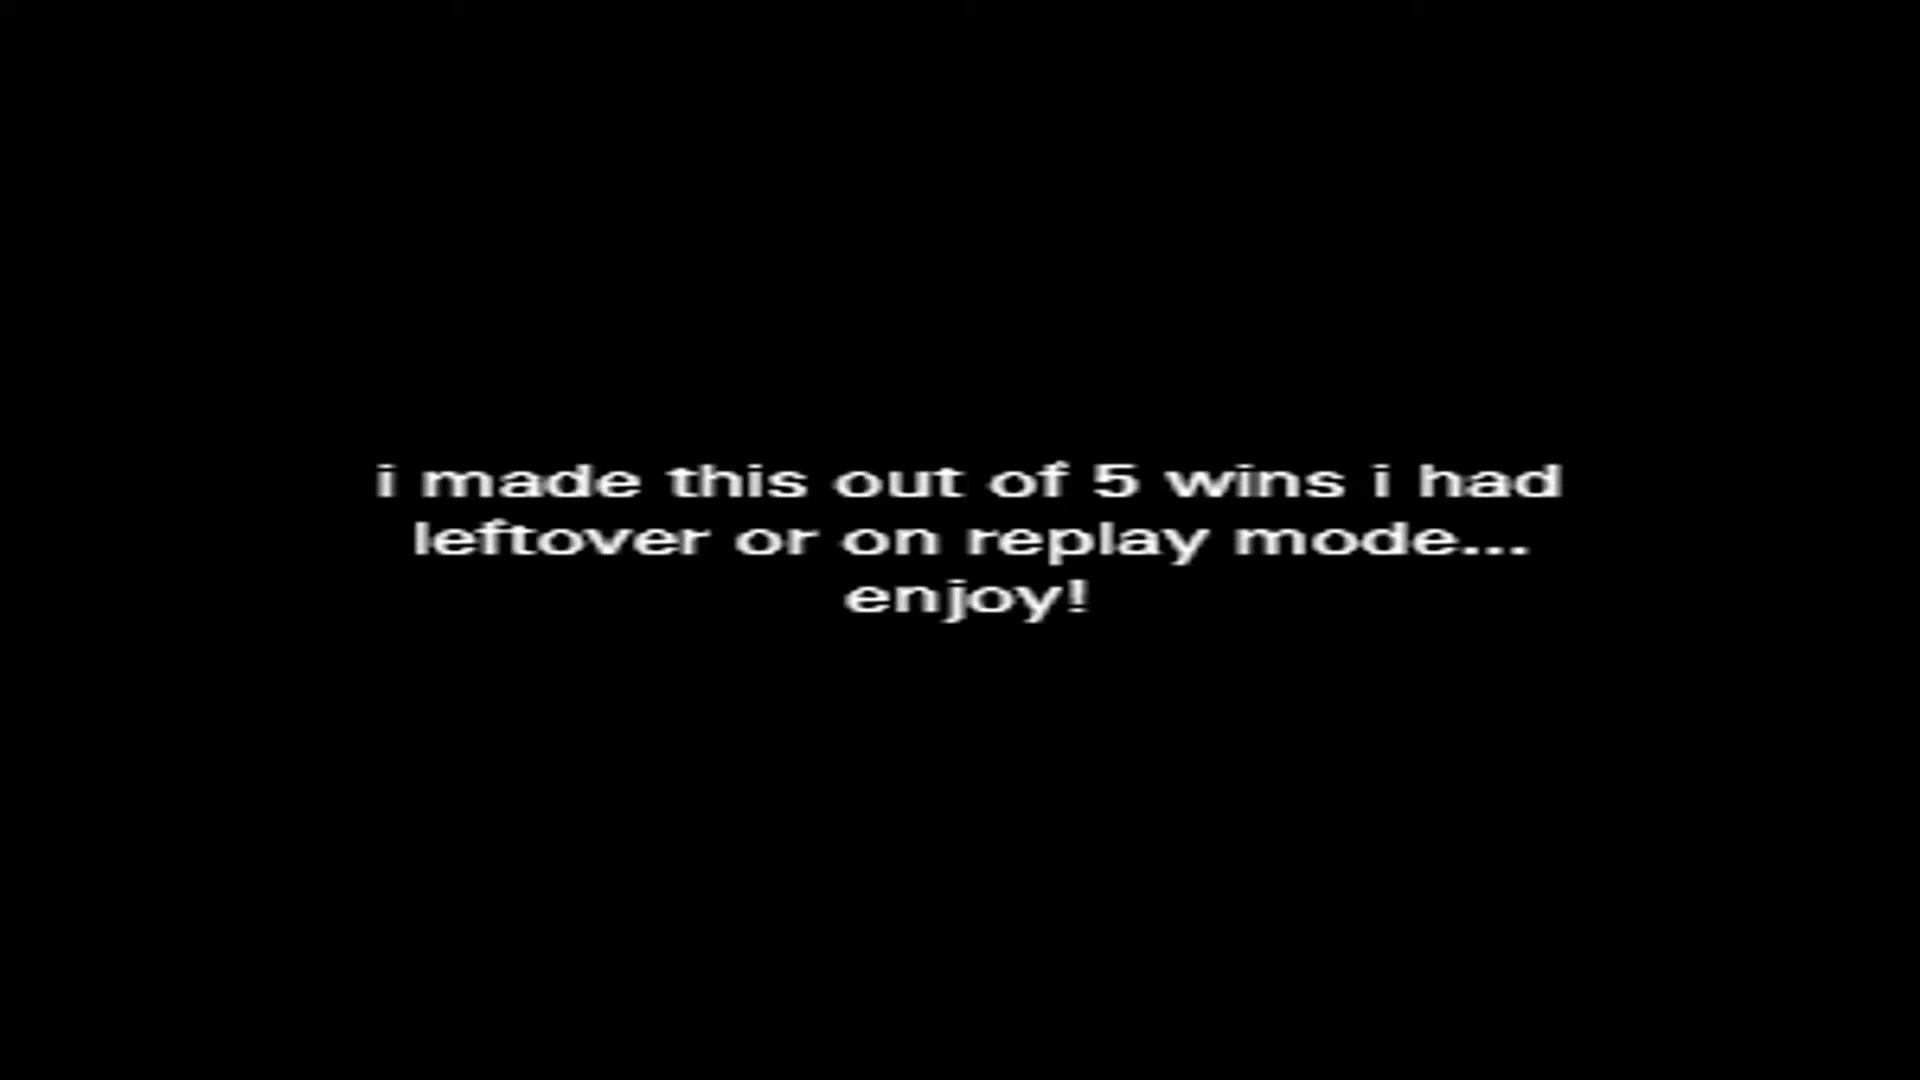 i made this out of 5 wins i had
leftover or on replay mode...
enjoy!